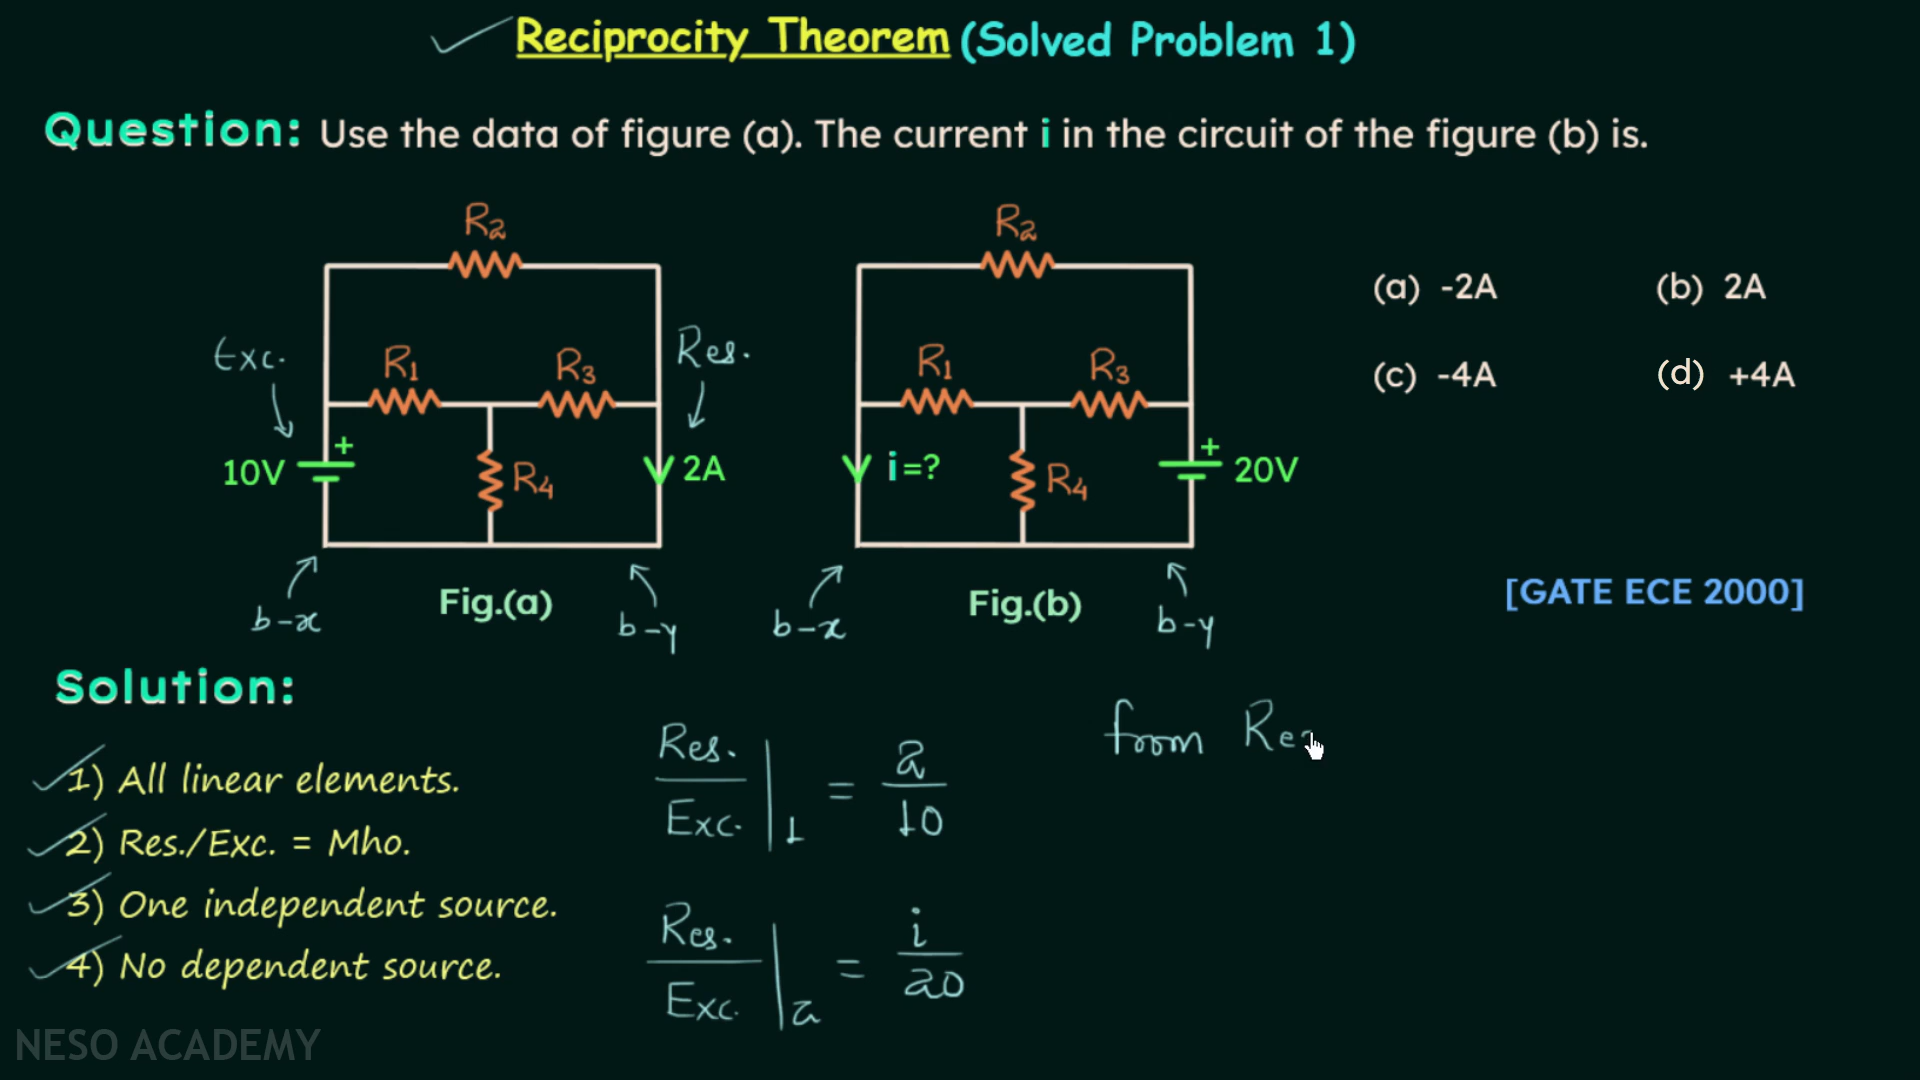 Reciprocity Theorem (Solved Problem 1)
Question: Use the data of figure (a). The current i in the circuit of the figure (b) is.
R2
Exc.
R1
R3
Res.
10V
+
R4
2A
b-x
Fig.(a)
b-y
R2
R1
R3
i=?
R4
+
20V
b-x
Fig.(b)
b-y
(a) -2A
(b) 2A
(c) -4A
(d) +4A
[GATE ECE 2000]
Solution:
1) All linear elements.
2) Res./Exc. = Mho.
3) One independent source.
4) No dependent source.
Res.
Exc. | 1 = 2
10
Res.
Exc. | 2 = i
20
from
NESO ACADEMY